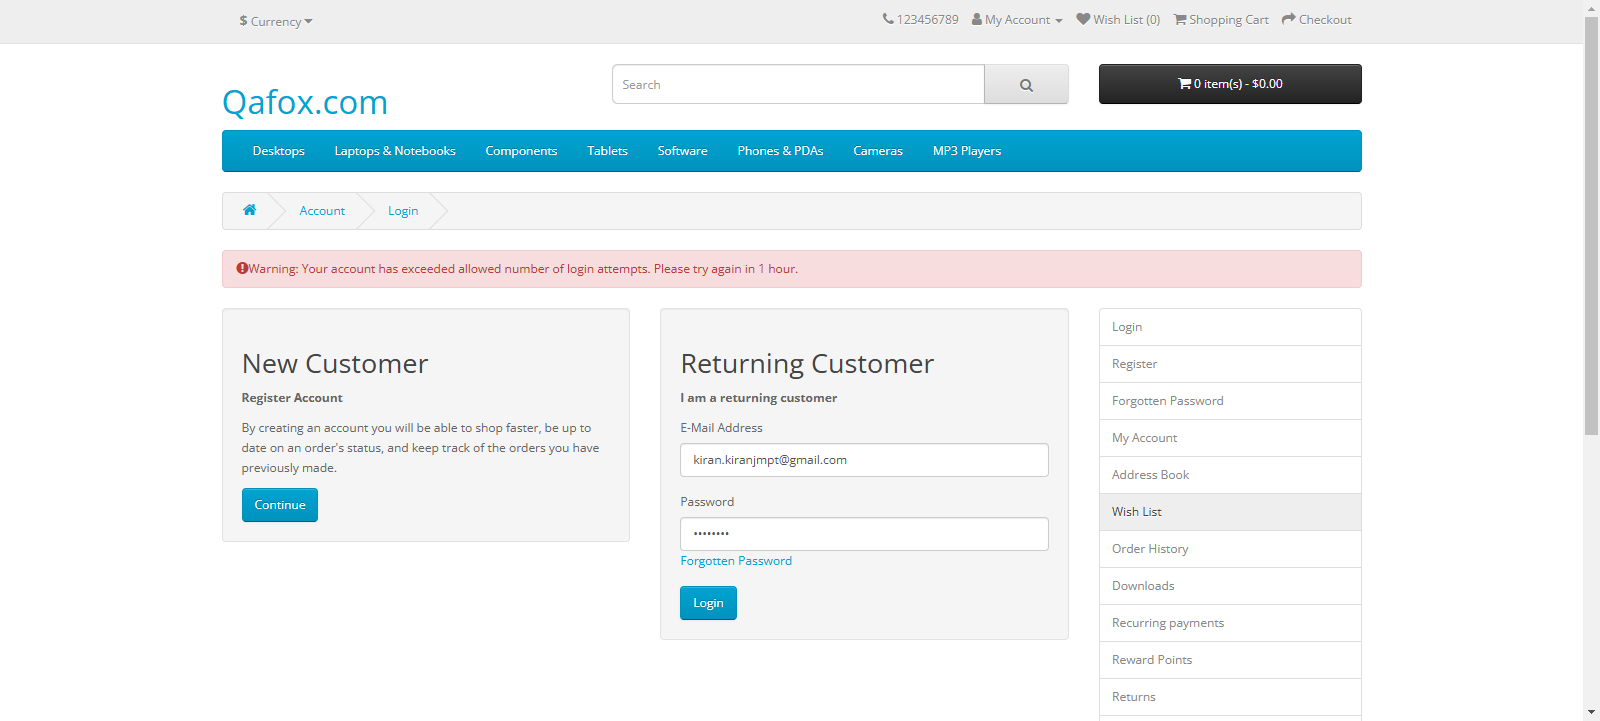 $ Currency
123456789 My Account Wish List (0) Shopping Cart Checkout
Qafox.com
Search
0 item(s) - $0.00
Desktops Laptops & Notebooks Components Tablets Software Phones & PDAs Cameras MP3 Players
Account Login
Warning: Your account has exceeded allowed number of login attempts. Please try again in 1 hour.
New Customer
Register Account
By creating an account you will be able to shop faster, be up to
date on an order's status, and keep track of the orders you have
previously made.
Continue
Returning Customer
I am a returning customer
E-Mail Address
kiran.kiranjmpt@gmail.com
Password
••••••••
Forgotten Password
Login
Login
Register
Forgotten Password
My Account
Address Book
Wish List
Order History
Downloads
Recurring payments
Reward Points
Returns